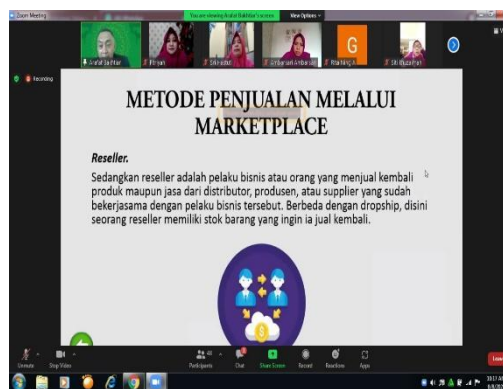 Zoom Meeting
You are viewing Arafat Bakhtiar's screen
View Options
Recording
METODE PENJUALAN MELALUI
MARKETPLACE
Reseller.
Sedangkan reseller adalah pelaku bisnis atau orang yang menjual kembali
produk maupun jasa dari distributor, produsen, atau supplier yang sudah
bekerjasama dengan pelaku bisnis tersebut. Berbeda dengan dropship, disini
seorang reseller memiliki stok barang yang ingin ia jual kembali.
Unmute
Stop Video
Participants
Chat
Share Screen
Record
Reactions
Apps